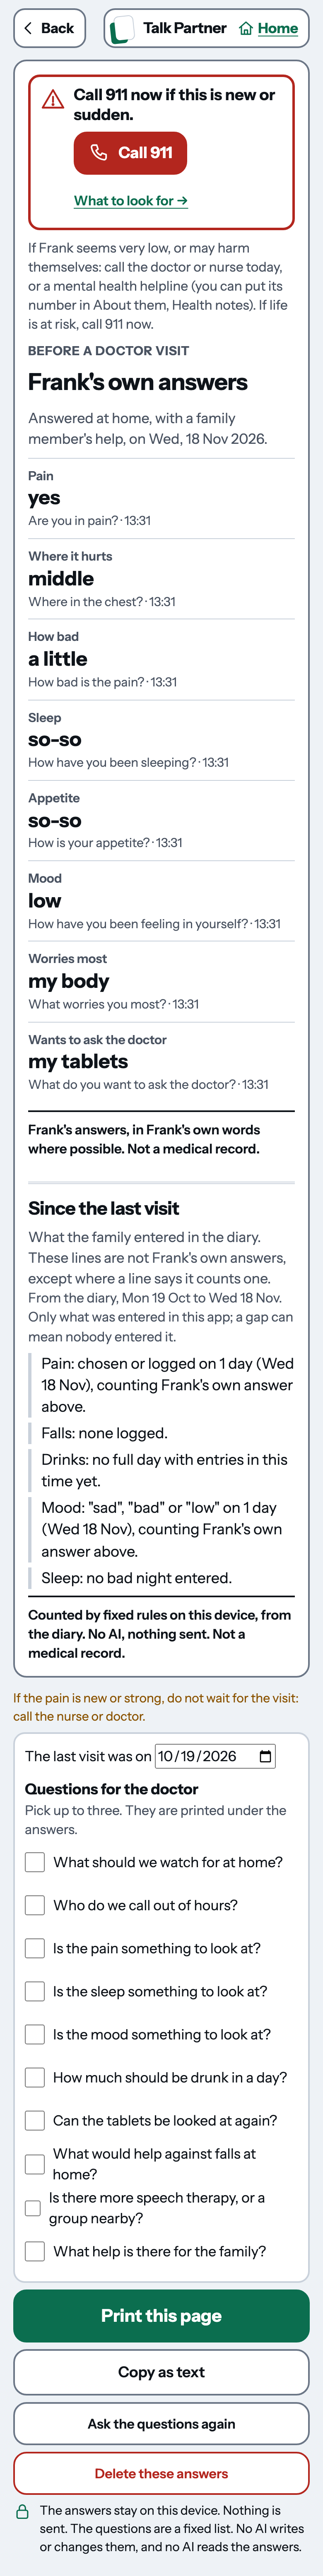 Back
Talk Partner
Home
Call 911 now if this is new or
sudden.
Call 911
What to look for →
If Frank seems very low, or may harm
themselves: call the doctor or nurse today,
or a mental health helpline (you can put its
number in About them, Health notes). If life
is at risk, call 911 now.
BEFORE A DOCTOR VISIT
Frank's own answers
Answered at home, with a family
member's help, on Wed, 18 Nov 2026.
Pain
yes
Are you in pain? · 13:31
Where it hurts
middle
Where in the chest? · 13:31
How bad
a little
How bad is the pain? · 13:31
Sleep
so-so
How have you been sleeping? · 13:31
Appetite
so-so
How is your appetite? · 13:31
Mood
low
How have you been feeling in yourself? · 13:31
Worries most
my body
What worries you most? · 13:31
Wants to ask the doctor
my tablets
What do you want to ask the doctor? · 13:31
Frank's answers, in Frank's own words
where possible. Not a medical record.
Since the last visit
What the family entered in the diary.
These lines are not Frank's own answers,
except where a line says it counts one.
From the diary, Mon 19 Oct to Wed 18 Nov.
Only what was entered in this app; a gap can
mean nobody entered it.
Pain: chosen or logged on 1 day (Wed
18 Nov), counting Frank's own answer
above.
Falls: none logged.
Drinks: no full day with entries in this
time yet.
Mood: "sad", "bad" or "low" on 1 day
(Wed 18 Nov), counting Frank's own
answer above.
Sleep: no bad night entered.
Counted by fixed rules on this device, from
the diary. No AI, nothing sent. Not a
medical record.
If the pain is new or strong, do not wait for the visit:
call the nurse or doctor.
The last visit was on 10/19/2026
Questions for the doctor
Pick up to three. They are printed under the
answers.
What should we watch for at home?
Who do we call out of hours?
Is the pain something to look at?
Is the sleep something to look at?
Is the mood something to look at?
How much should be drunk in a day?
Can the tablets be looked at again?
What would help against falls at
home?
Is there more speech therapy, or a
group nearby?
What help is there for the family?
Print this page
Copy as text
Ask the questions again
Delete these answers
The answers stay on this device. Nothing is
sent. The questions are a fixed list. No AI writes
or changes them, and no AI reads the answers.